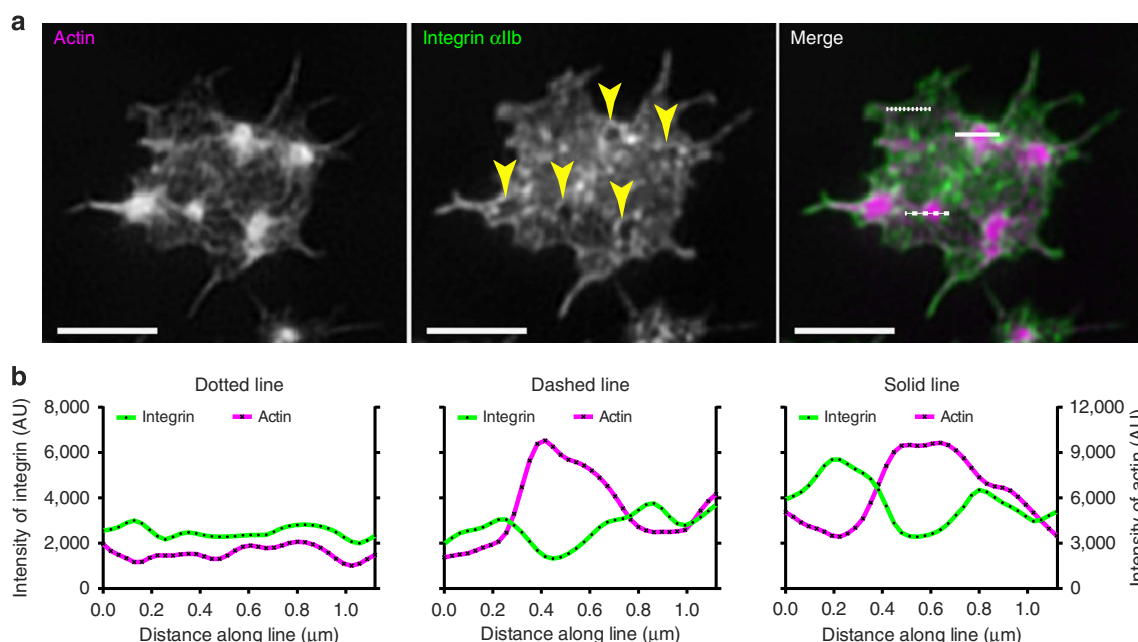 a
Actin
Integrin αIIb
Merge
b
Dotted line
Dashed line
Solid line
Intensity of integrin (AU)
8,000
6,000
4,000
2,000
0
Integrin Actin
Integrin Actin
Integrin Actin
12,000
9,000
6,000
3,000
0
Intensity of actin (AU)
0.0 0.2 0.4 0.6 0.8 1.0
0.0 0.2 0.4 0.6 0.8 1.0
0.0 0.2 0.4 0.6 0.8 1.0
Distance along line (μm)
Distance along line (μm)
Distance along line (μm)